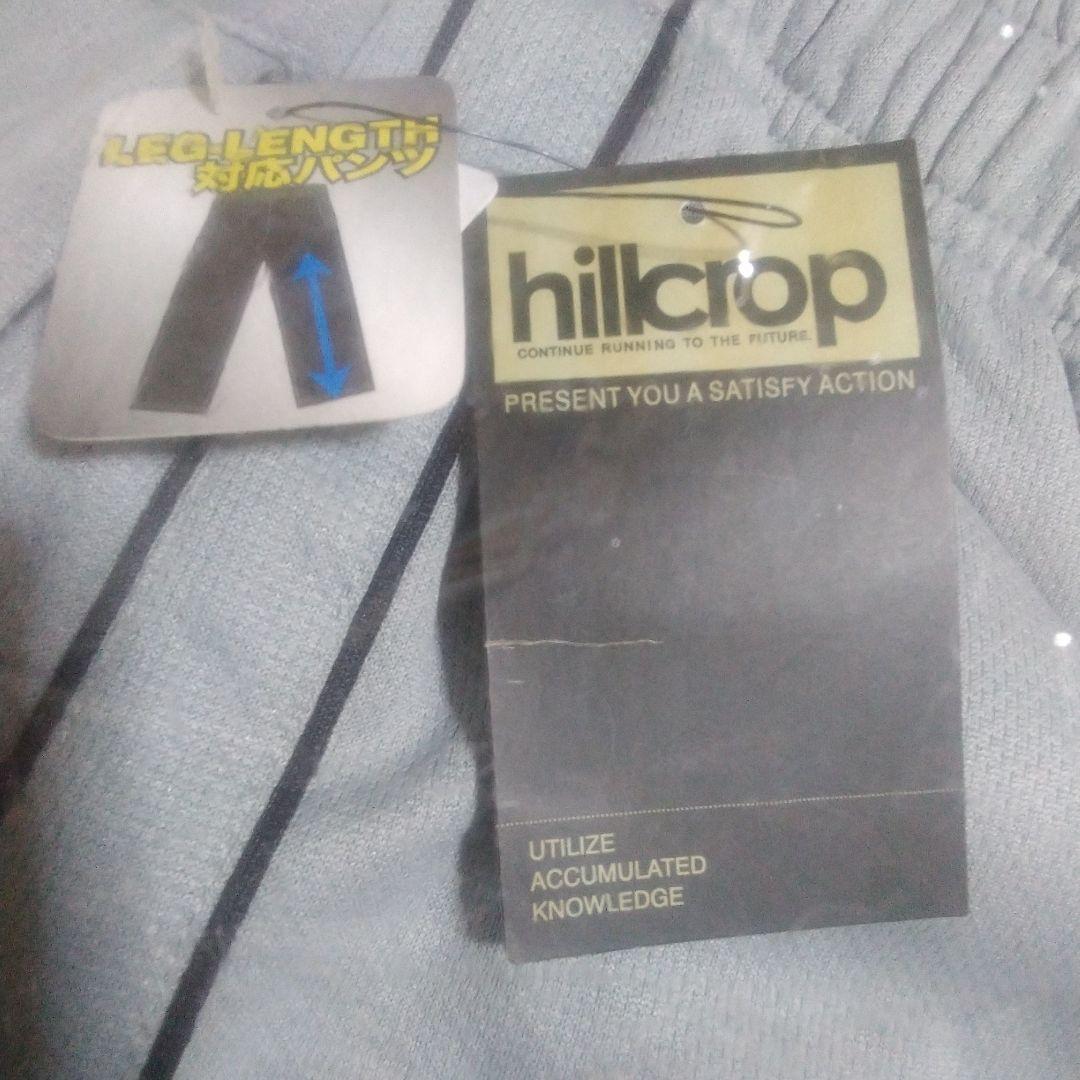 LEG-LENGTH
対応パンツ
hillcrop
CONTINUE RUNNING TO THE FUTURE.
PRESENT YOU A SATISFY ACTION
UTILIZE
ACCUMULATED
KNOWLEDGE